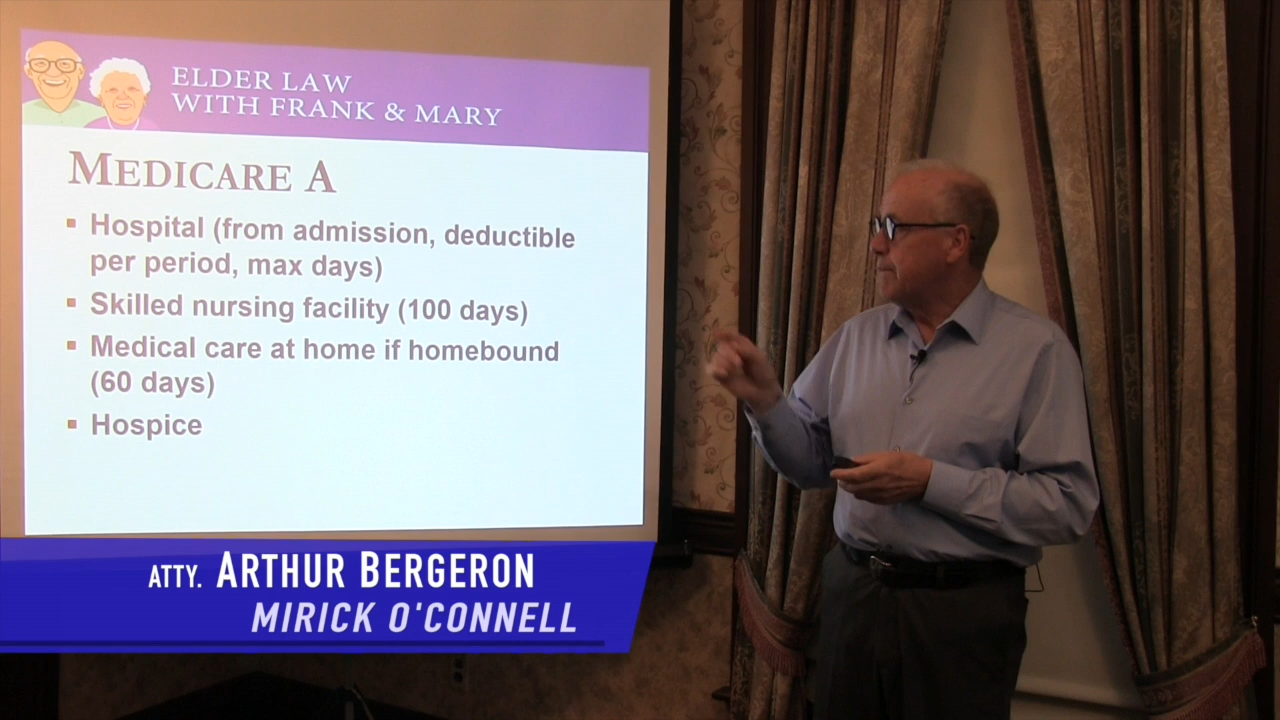 ELDER LAW
WITH FRANK & MARY
MEDICARE A
▪ Hospital (from admission, deductible
per period, max days)
▪ Skilled nursing facility (100 days)
▪ Medical care at home if homebound
(60 days)
▪ Hospice
ATTY. ARTHUR BERGERON
MIRICK O'CONNELL